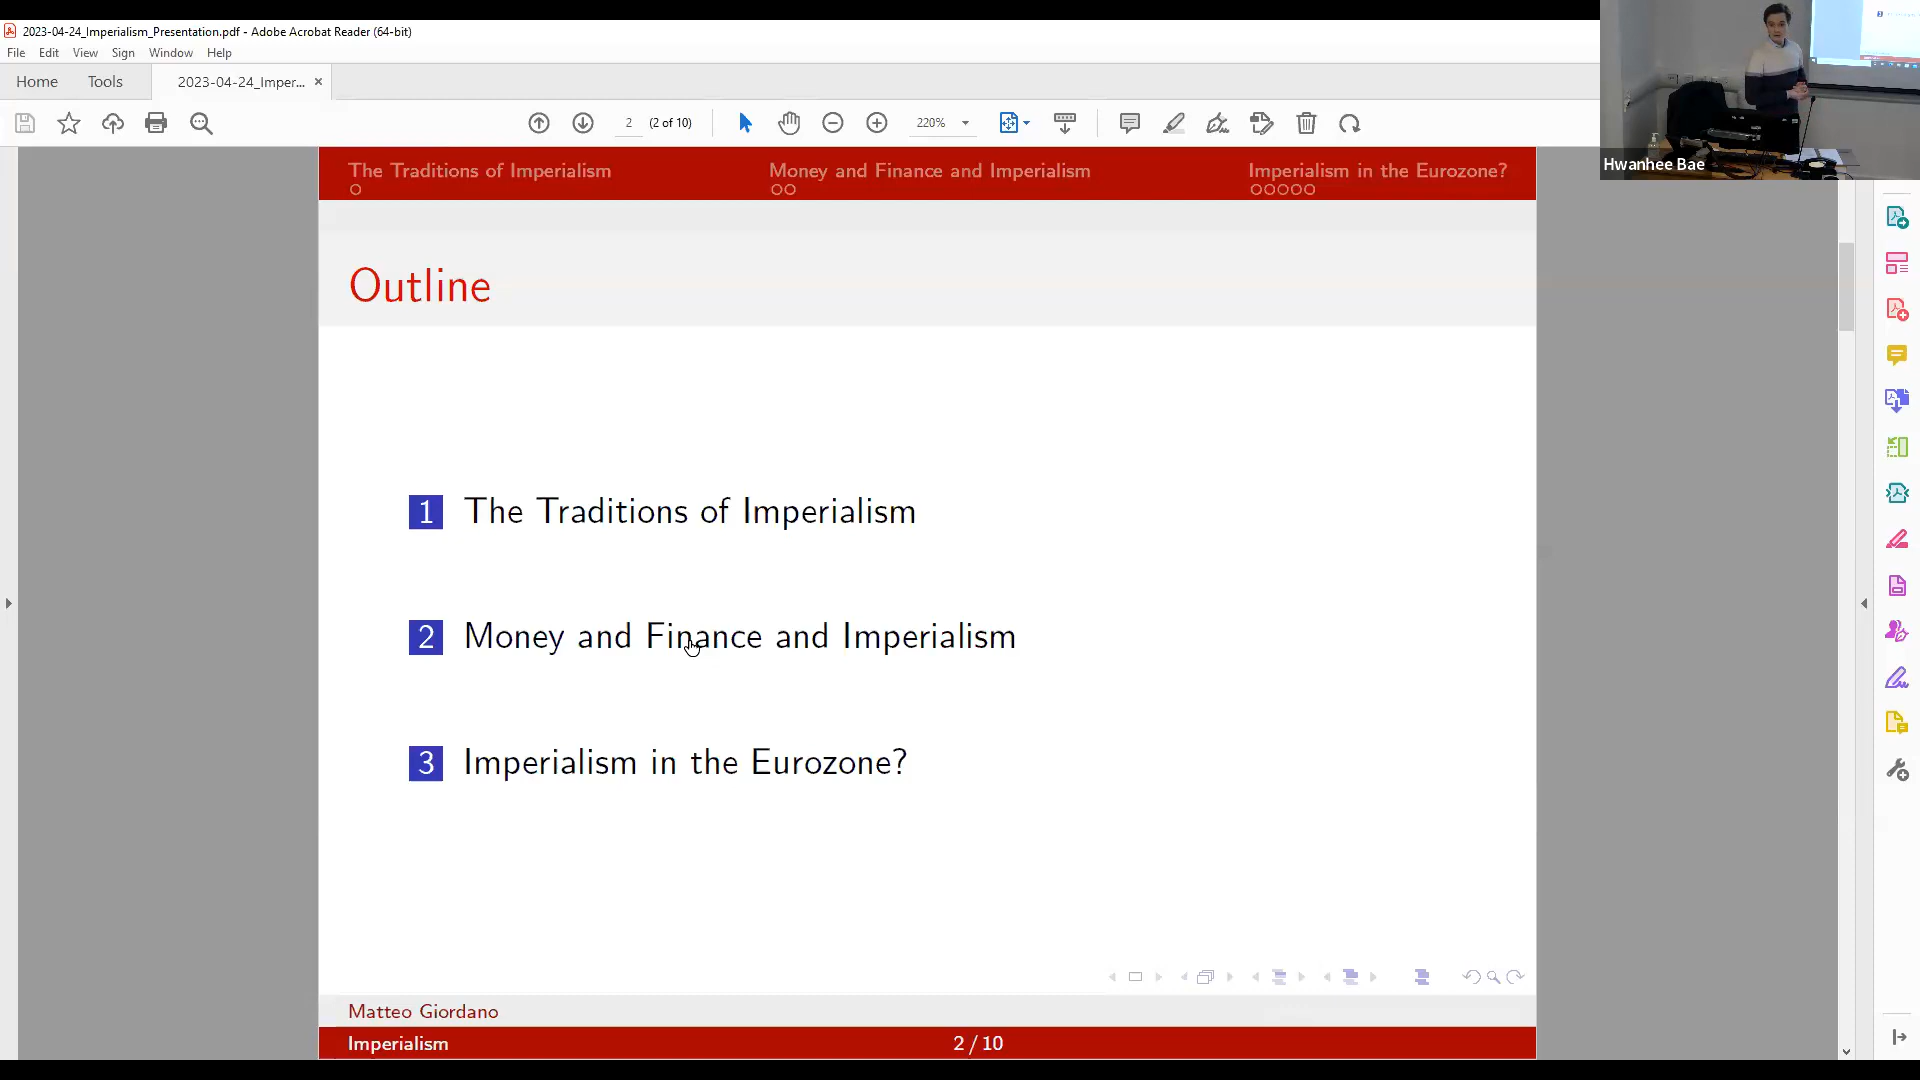 2023-04-24_Imperialism_Presentation.pdf - Adobe Acrobat Reader (64-bit)
File Edit View Sign Window Help
Home Tools 2023-04-24_Imper... ×
2 (2 of 10) 220%
Hwanhee Bae
The Traditions of Imperialism Money and Finance and Imperialism Imperialism in the Eurozone?
Outline
1 The Traditions of Imperialism
2 Money and Finance and Imperialism
3 Imperialism in the Eurozone?
Matteo Giordano
Imperialism 2 / 10